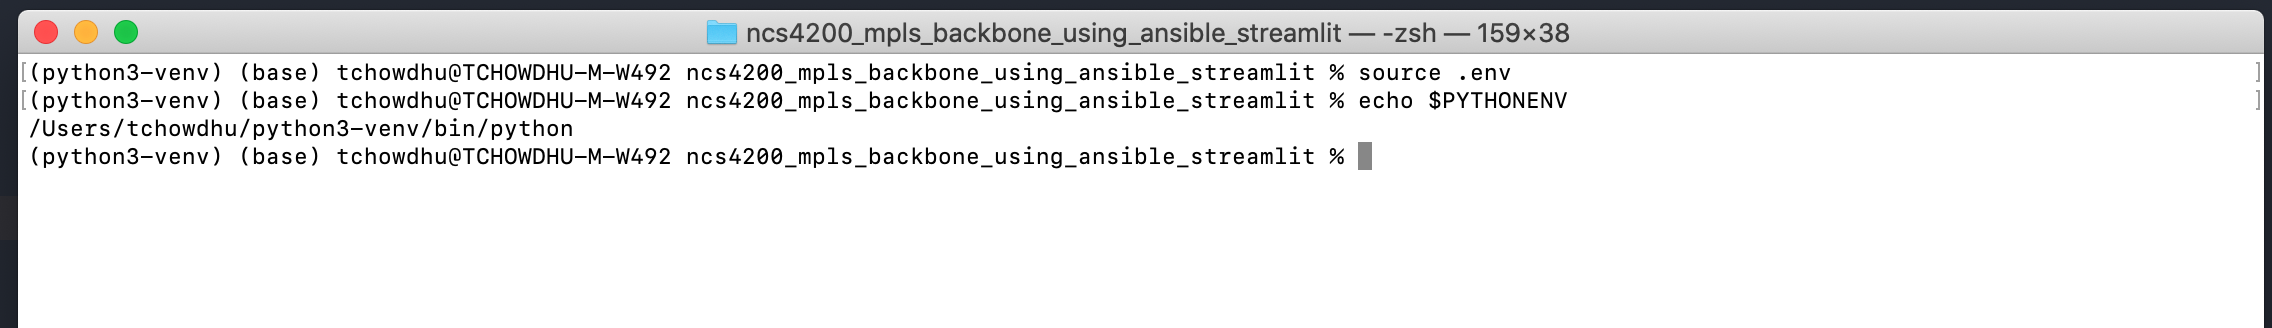 ncs4200_mpls_backbone_using_ansible_streamlit — -zsh — 159×38
[(python3-venv) (base) tchowdhu@TCHOWDHU-M-W492 ncs4200_mpls_backbone_using_ansible_streamlit % source .env ]
[(python3-venv) (base) tchowdhu@TCHOWDHU-M-W492 ncs4200_mpls_backbone_using_ansible_streamlit % echo $PYTHONENV ]
/Users/tchowdhu/python3-venv/bin/python
(python3-venv) (base) tchowdhu@TCHOWDHU-M-W492 ncs4200_mpls_backbone_using_ansible_streamlit %